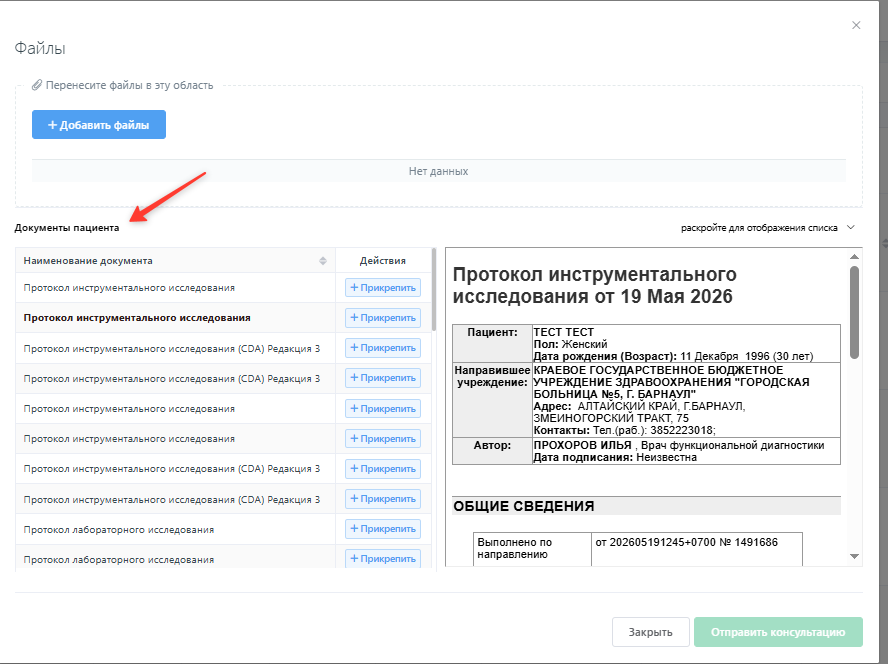 ×
Файлы
Перенесите файлы в эту область
+ Добавить файлы
Нет данных
Документы пациента
раскройте для отображения списка
Наименование документа
Действия
Протокол инструментального исследования
+ Прикрепить
Протокол инструментального исследования
+ Прикрепить
Протокол инструментального исследования (CDA) Редакция 3
+ Прикрепить
Протокол инструментального исследования (CDA) Редакция 3
+ Прикрепить
Протокол инструментального исследования
+ Прикрепить
Протокол инструментального исследования
+ Прикрепить
Протокол инструментального исследования (CDA) Редакция 3
+ Прикрепить
Протокол инструментального исследования (CDA) Редакция 3
+ Прикрепить
Протокол лабораторного исследования
+ Прикрепить
Протокол лабораторного исследования
+ Прикрепить
Протокол инструментального
исследования от 19 Мая 2026
Пациент:
ТЕСТ ТЕСТ
Пол: Женский
Дата рождения (Возраст): 11 Декабря 1996 (30 лет)
Направившее
учреждение:
КРАЕВОЕ ГОСУДАРСТВЕННОЕ БЮДЖЕТНОЕ
УЧРЕЖДЕНИЕ ЗДРАВООХРАНЕНИЯ "ГОРОДСКАЯ
БОЛЬНИЦА №5, Г. БАРНАУЛ"
Адрес: АЛТАЙСКИЙ КРАЙ, Г.БАРНАУЛ,
ЗМЕИНОГОРСКИЙ ТРАКТ, 75
Контакты: Тел.(раб.): 3852223018;
Автор:
ПРОХОРОВ ИЛЬЯ , Врач функциональной диагностики
Дата подписания: Неизвестна
ОБЩИЕ СВЕДЕНИЯ
Выполнено по
направлению
от 202605191245+0700 № 1491686
Закрыть
Отправить консультацию